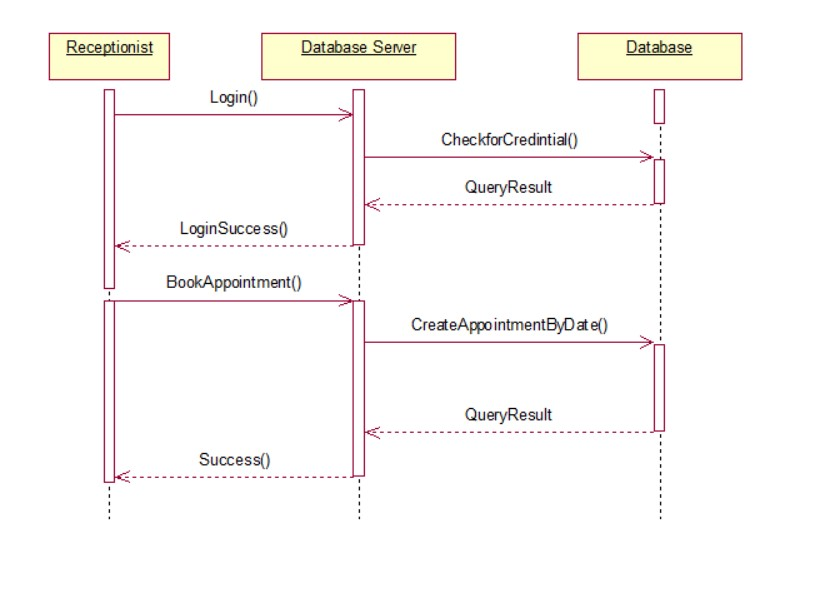 Receptionist
Database Server
Database
Login()
CheckforCredintial()
QueryResult
LoginSuccess()
BookAppointment()
CreateAppointmentByDate()
QueryResult
Success()